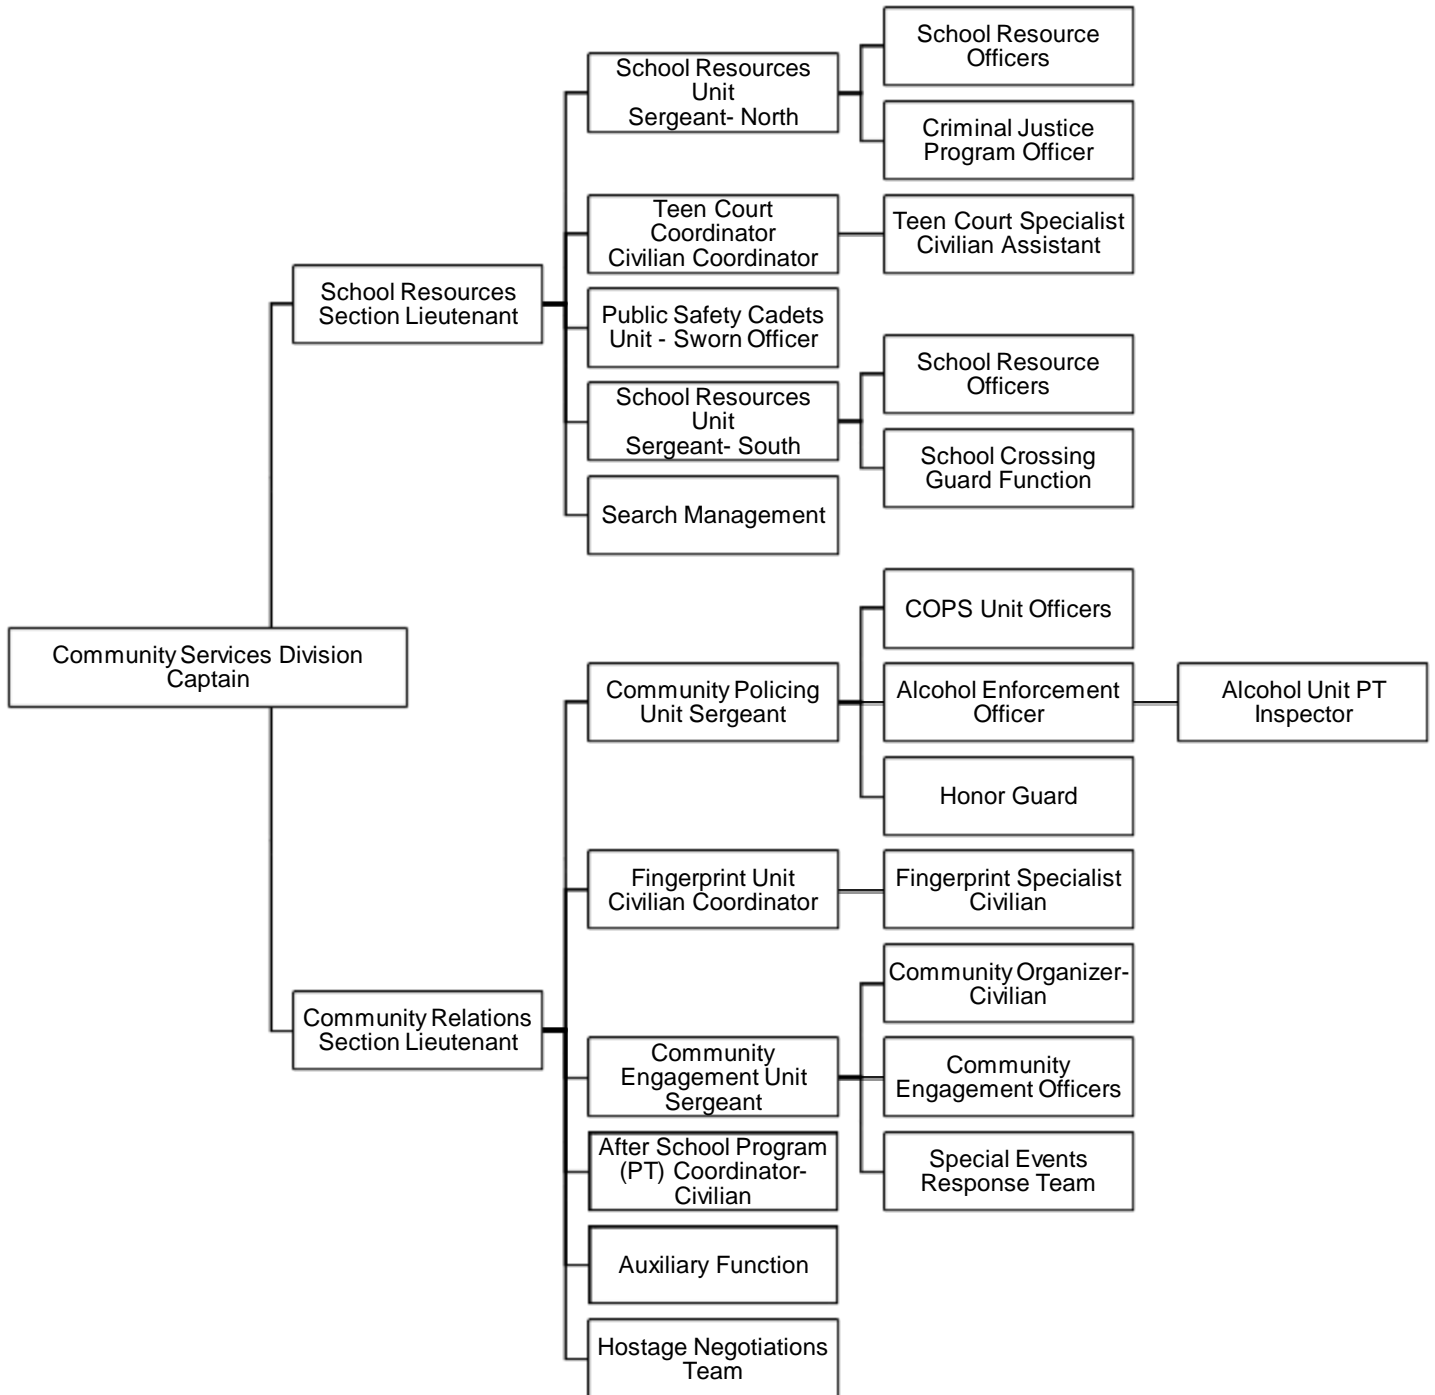 School Resource
Officers
School Resources
Unit
Sergeant- North
Criminal Justice
Program Officer
Teen Court
Coordinator
Civilian Coordinator
Teen Court Specialist
Civilian Assistant
School Resources
Section Lieutenant
Public Safety Cadets
Unit - Sworn Officer
School Resource
Officers
School Resources
Unit
Sergeant- South
School Crossing
Guard Function
Search Management
COPS Unit Officers
Community Services Division
Captain
Community Policing
Unit Sergeant
Alcohol Enforcement
Officer
Alcohol Unit PT
Inspector
Honor Guard
Fingerprint Unit
Civilian Coordinator
Fingerprint Specialist
Civilian
Community Organizer-
Civilian
Community Relations
Section Lieutenant
Community
Engagement Unit
Sergeant
Community
Engagement Officers
After School Program
(PT) Coordinator-
Civilian
Special Events
Response Team
Auxiliary Function
Hostage Negotiations
Team